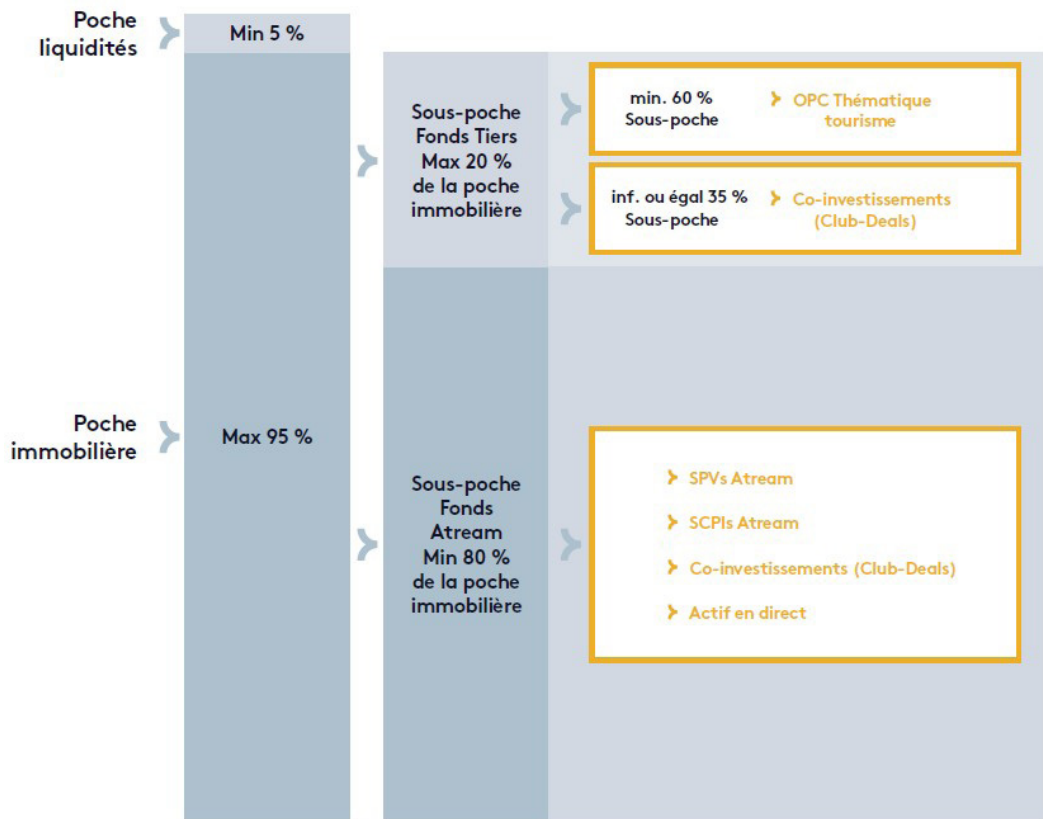 Poche
liquidités
Min 5 %
Sous-poche
Fonds Tiers
Max 20 %
de la poche
immobilière
min. 60 %
Sous-poche
OPC Thématique
tourisme
inf. ou égal 35 %
Sous-poche
Co-investissements
(Club-Deals)
Poche
immobilière
Max 95 %
Sous-poche
Fonds
Atream
Min 80 %
de la poche
immobilière
SPVs Atream
SCPIs Atream
Co-investissements (Club-Deals)
Actif en direct